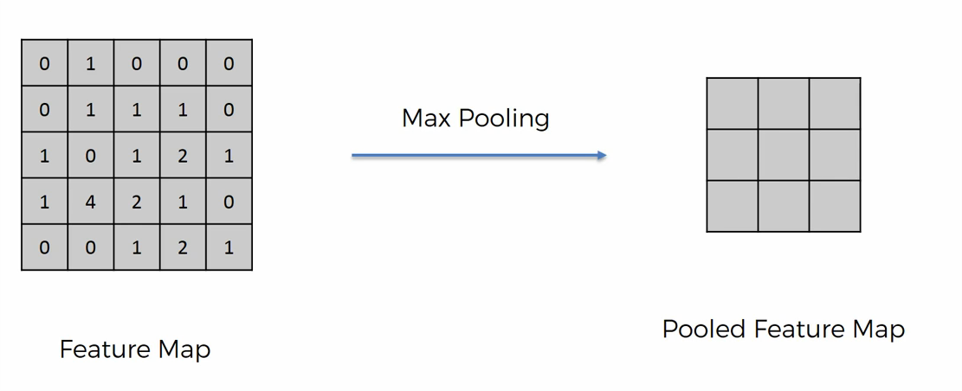 0 1 0 0 0
0 1 1 1 0
1 0 1 2 1
1 4 2 1 0
0 0 1 2 1
Max Pooling
Feature Map
Pooled Feature Map